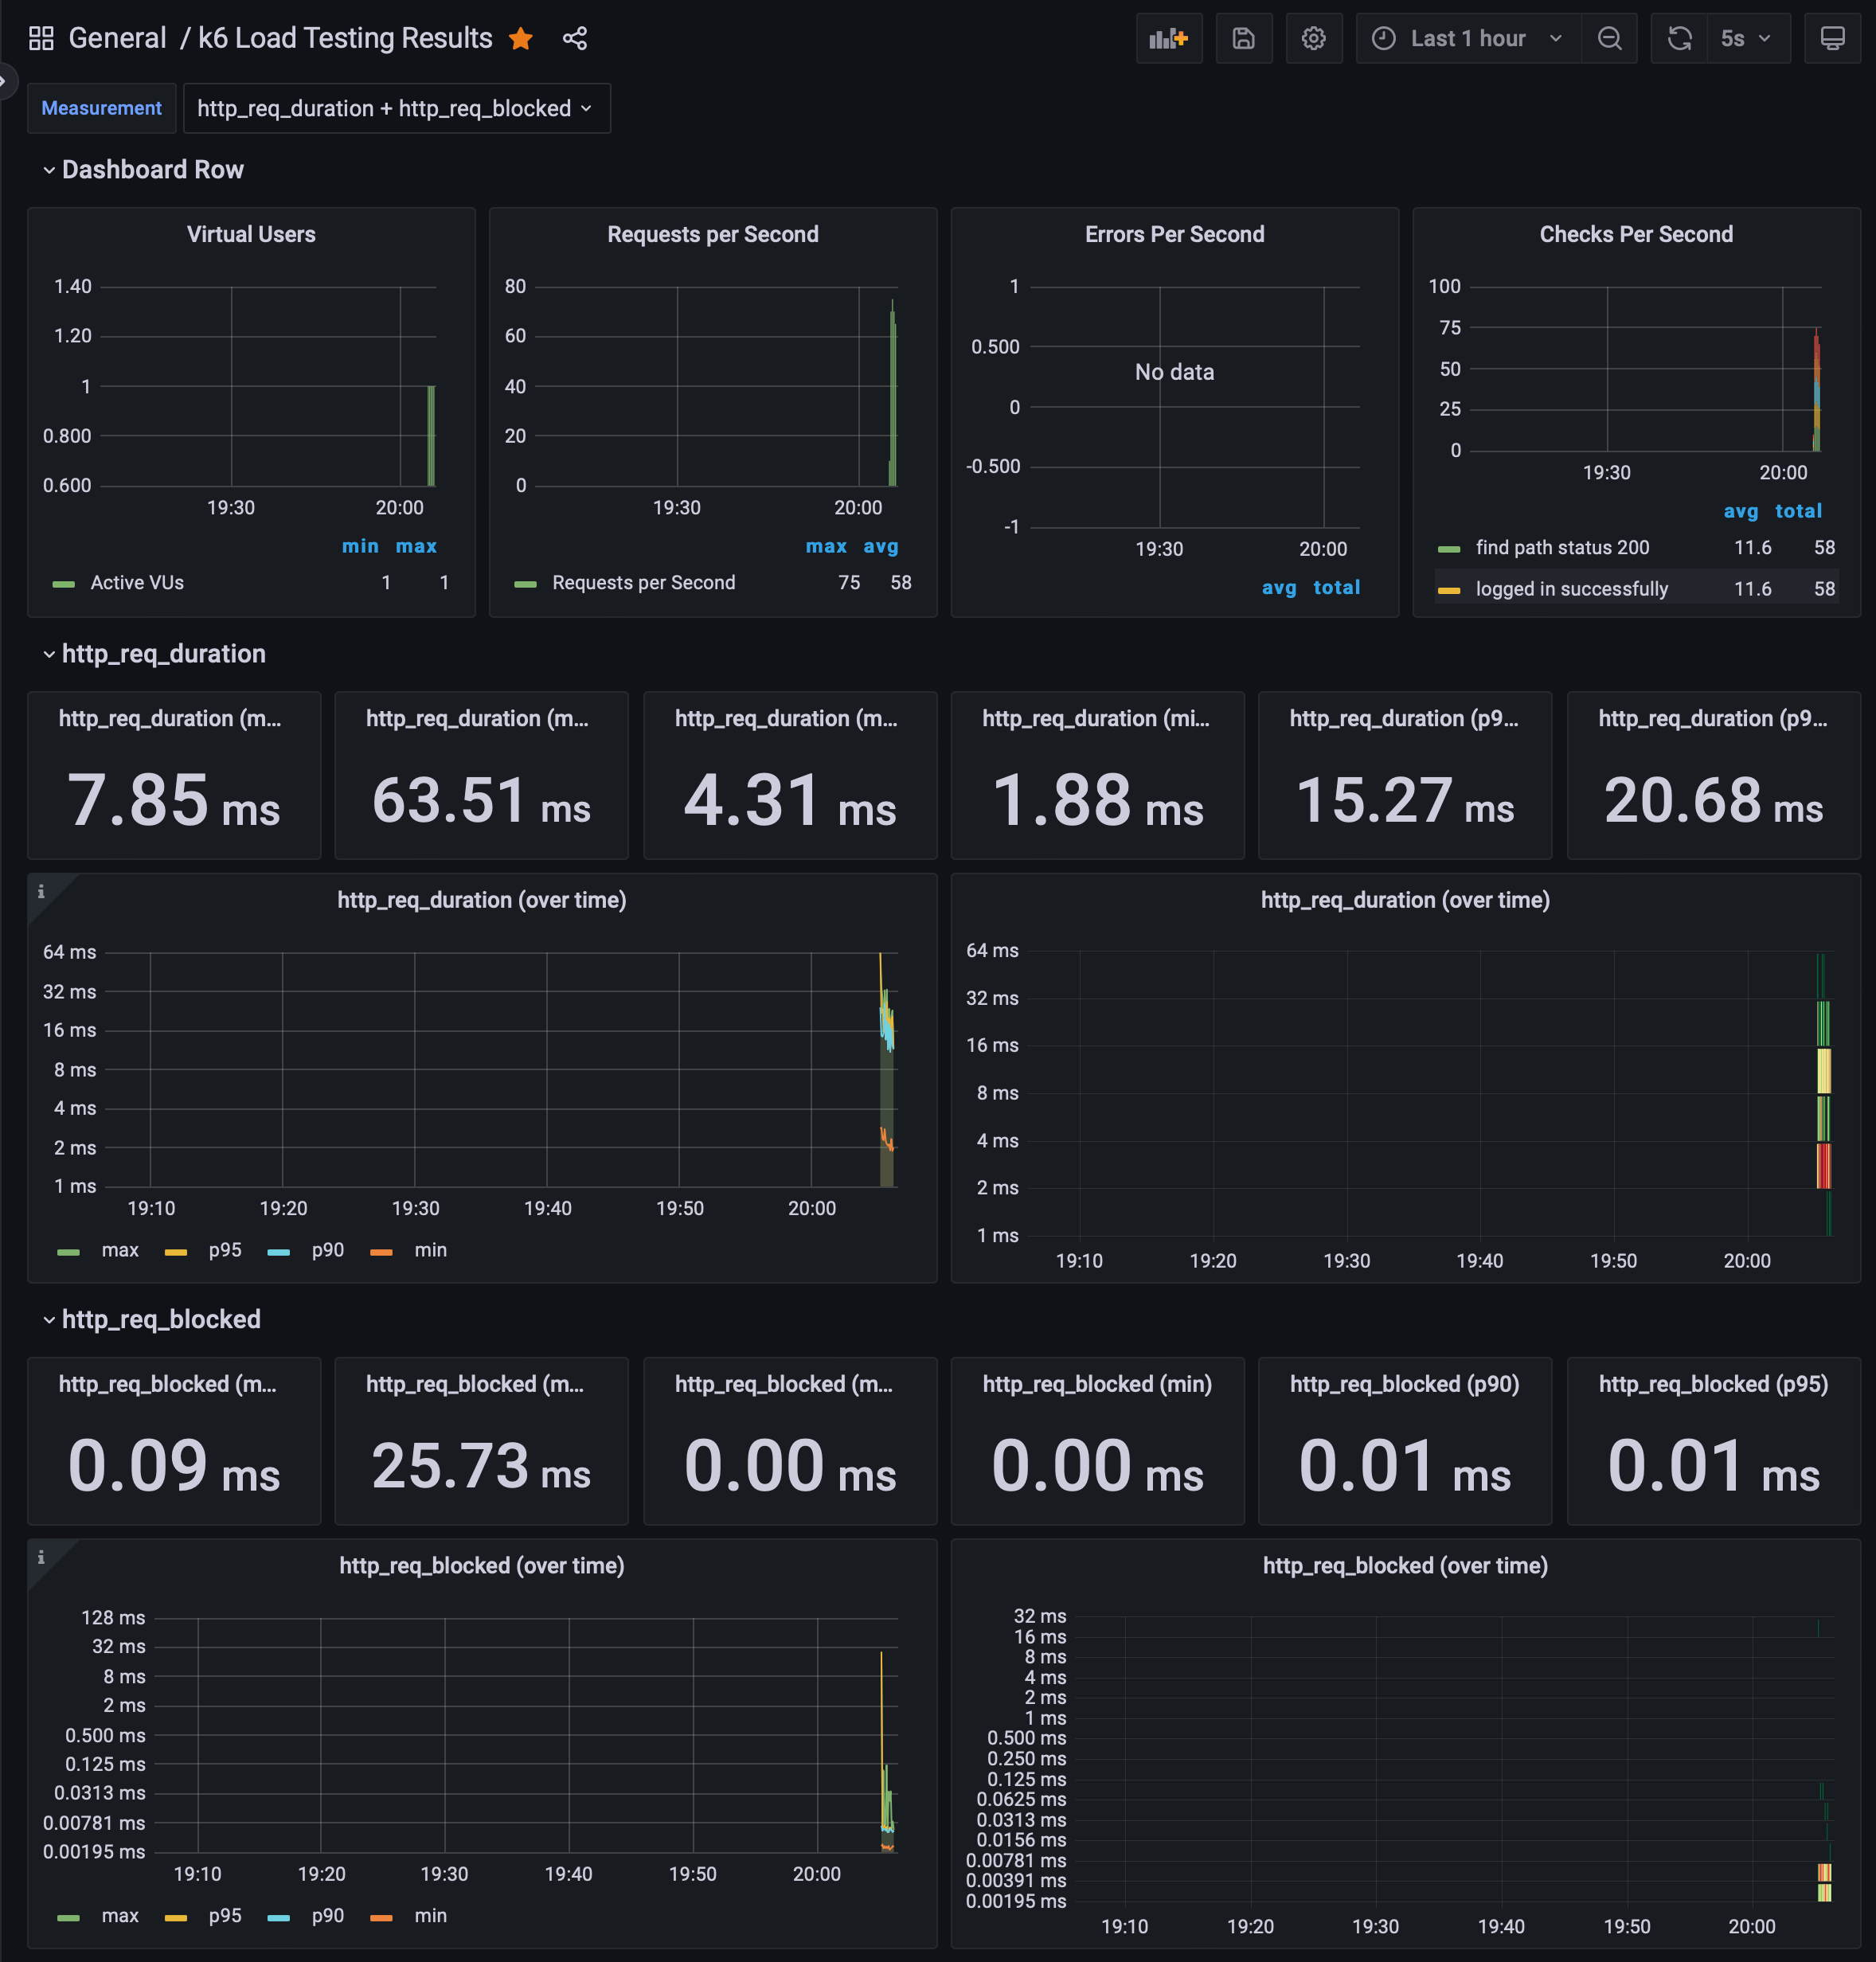 General / k6 Load Testing Results
Last 1 hour
5s
Measurement
http_req_duration + http_req_blocked
Dashboard Row
Virtual Users
1.40
1.20
1
0.800
0.600
19:30 20:00
min max
Active VUs 1 1
Requests per Second
80
60
40
20
0
19:30 20:00
max avg
Requests per Second 75 58
Errors Per Second
1
0.500
0
-0.500
-1
No data
19:30 20:00
avg total
Checks Per Second
100
75
50
25
0
19:30 20:00
avg total
find path status 200 11.6 58
logged in successfully 11.6 58
http_req_duration
http_req_duration (m...
7.85 ms
http_req_duration (m...
63.51 ms
http_req_duration (m...
4.31 ms
http_req_duration (mi...
1.88 ms
http_req_duration (p9...
15.27 ms
http_req_duration (p9...
20.68 ms
http_req_duration (over time)
64 ms
32 ms
16 ms
8 ms
4 ms
2 ms
1 ms
19:10 19:20 19:30 19:40 19:50 20:00
max p95 p90 min
http_req_duration (over time)
64 ms
32 ms
16 ms
8 ms
4 ms
2 ms
1 ms
19:10 19:20 19:30 19:40 19:50 20:00
http_req_blocked
http_req_blocked (m...
0.09 ms
http_req_blocked (m...
25.73 ms
http_req_blocked (m...
0.00 ms
http_req_blocked (min)
0.00 ms
http_req_blocked (p90)
0.01 ms
http_req_blocked (p95)
0.01 ms
http_req_blocked (over time)
128 ms
32 ms
8 ms
2 ms
0.500 ms
0.125 ms
0.0313 ms
0.00781 ms
0.00195 ms
19:10 19:20 19:30 19:40 19:50 20:00
max p95 p90 min
http_req_blocked (over time)
32 ms
16 ms
8 ms
4 ms
2 ms
1 ms
0.500 ms
0.250 ms
0.125 ms
0.0625 ms
0.0313 ms
0.0156 ms
0.00781 ms
0.00391 ms
0.00195 ms
19:10 19:20 19:30 19:40 19:50 20:00